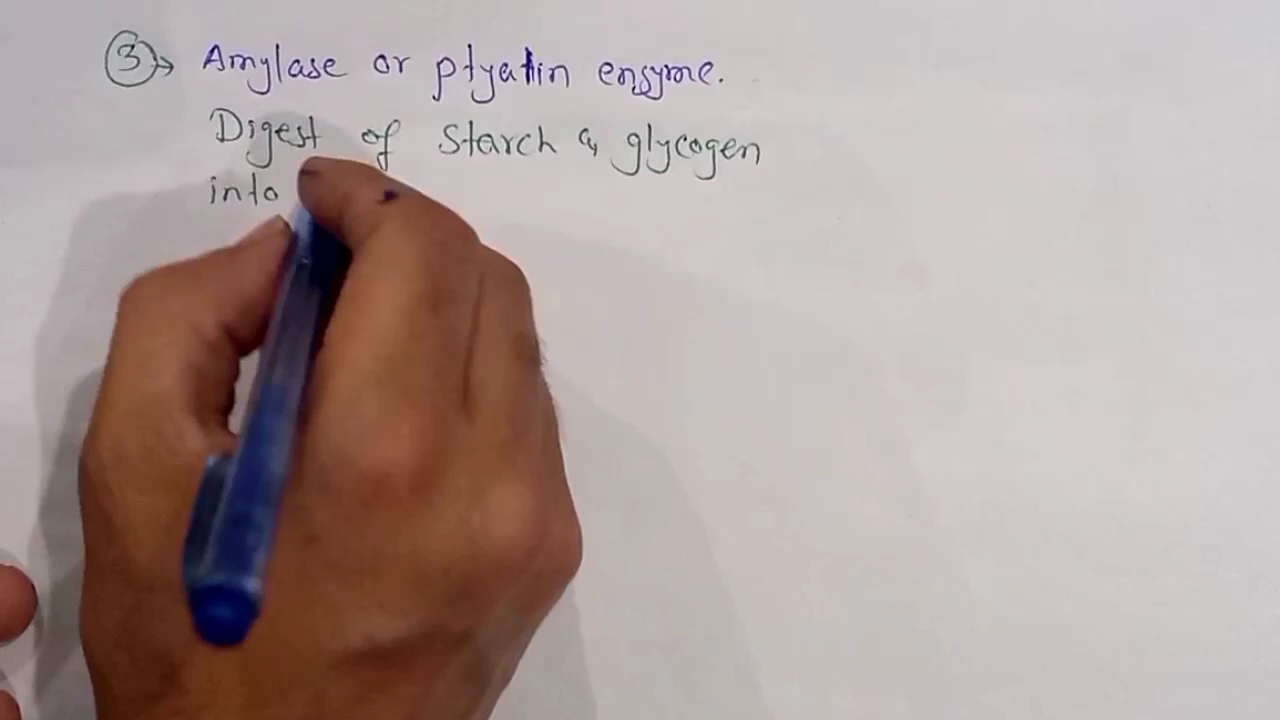 ③→ Amylase or ptyalin enzyme.
Digest of Starch & glycogen
into